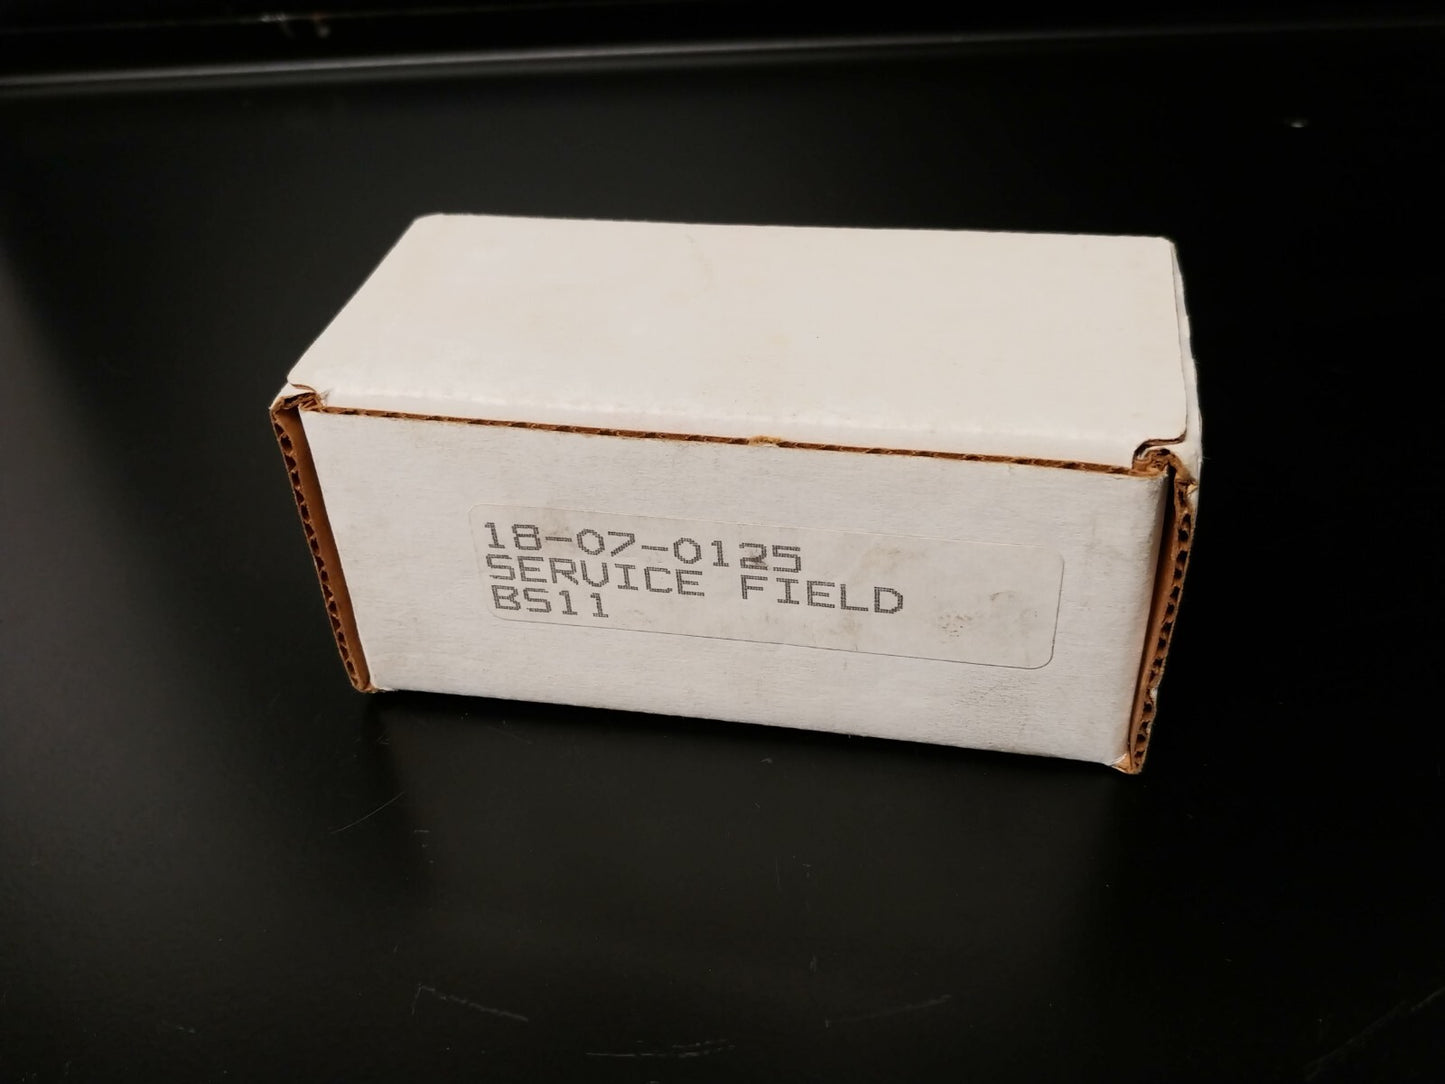 18-07-0125
SERVICE FIELD
BS11